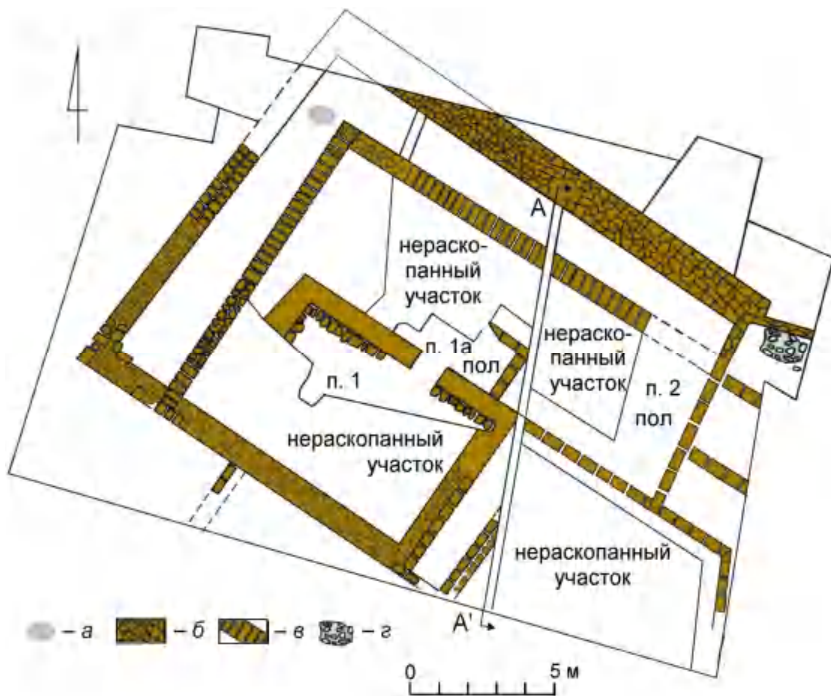 А
нераско-
панный
участок
нераско-
панный
участок
п. 1а
пол
п. 2
пол
п. 1
нераскопанный
участок
нераскопанный
участок
А'
– а
– б
– в
– г
0 5 м